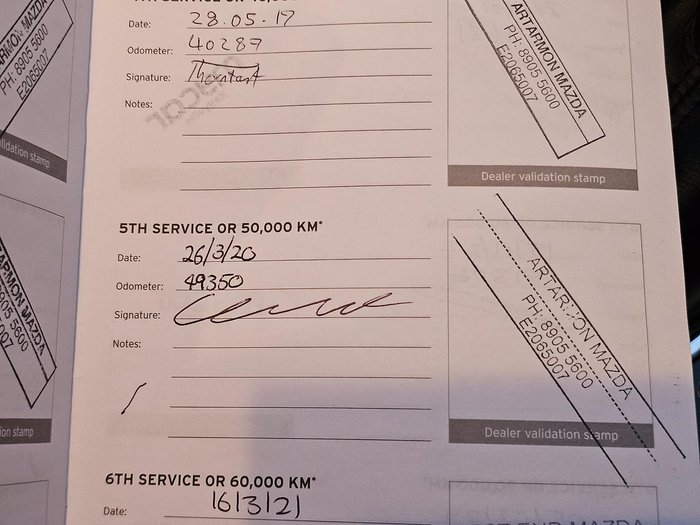 Date: 28.05.17
Odometer: 40287
Signature:
Notes:
ARTARMON MAZDA
PH: 8905 5600
E2065007
Dealer validation stamp
5TH SERVICE OR 50,000 KM*
Date: 26/3/20
Odometer: 49350
Signature:
Notes:
ARTARMON MAZDA
PH: 8905 5600
E2065007
Dealer validation stamp
6TH SERVICE OR 60,000 KM*
Date: 16/3/21